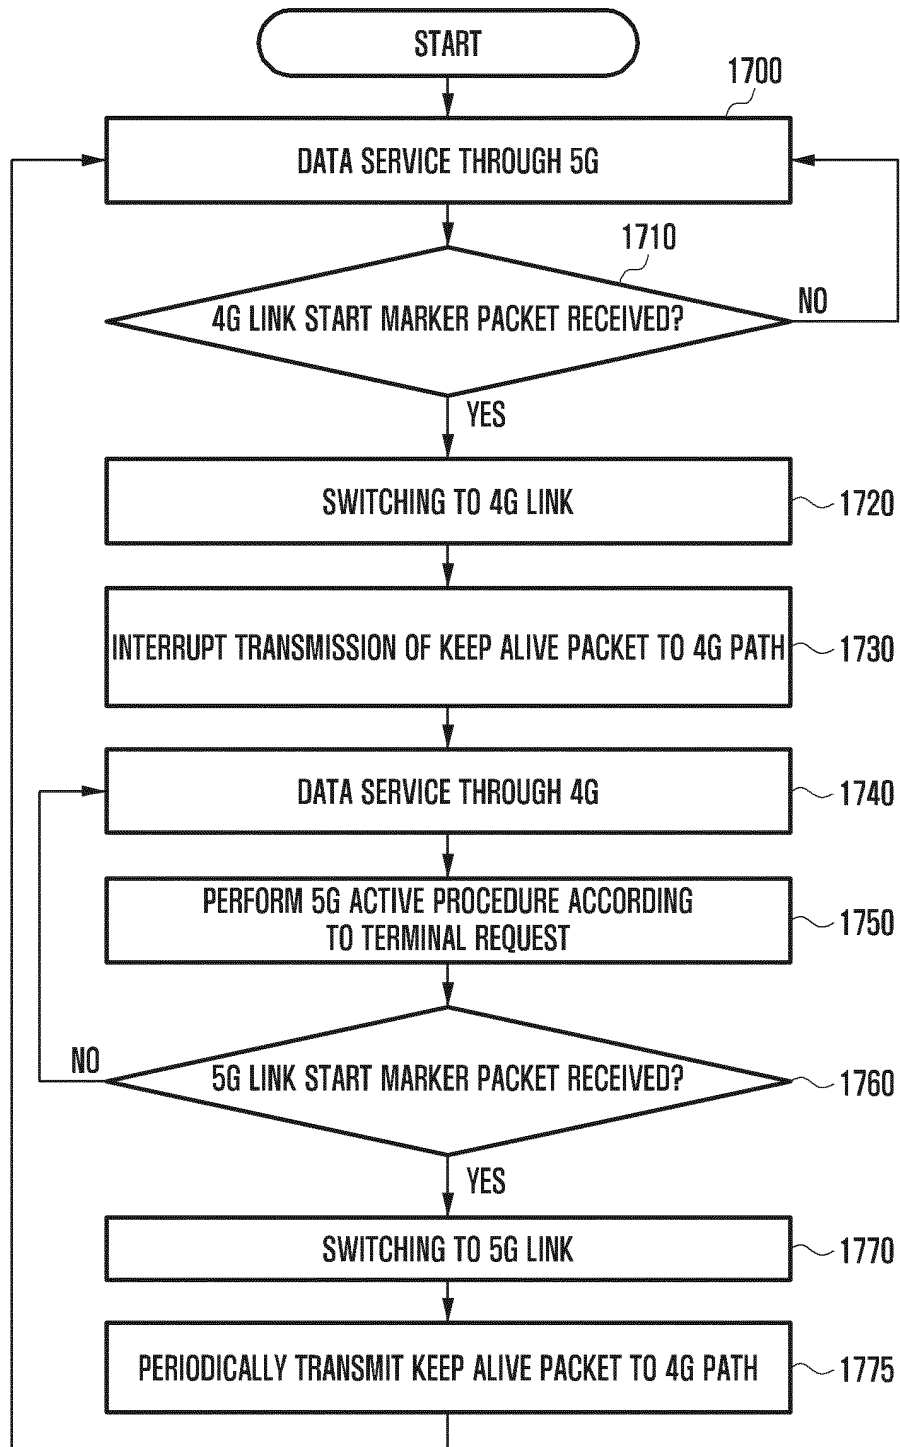 START
1700
DATA SERVICE THROUGH 5G
1710
4G LINK START MARKER PACKET RECEIVED?
NO
YES
SWITCHING TO 4G LINK
1720
INTERRUPT TRANSMISSION OF KEEP ALIVE PACKET TO 4G PATH
1730
DATA SERVICE THROUGH 4G
1740
PERFORM 5G ACTIVE PROCEDURE ACCORDING
TO TERMINAL REQUEST
1750
NO
5G LINK START MARKER PACKET RECEIVED?
1760
YES
SWITCHING TO 5G LINK
1770
PERIODICALLY TRANSMIT KEEP ALIVE PACKET TO 4G PATH
1775